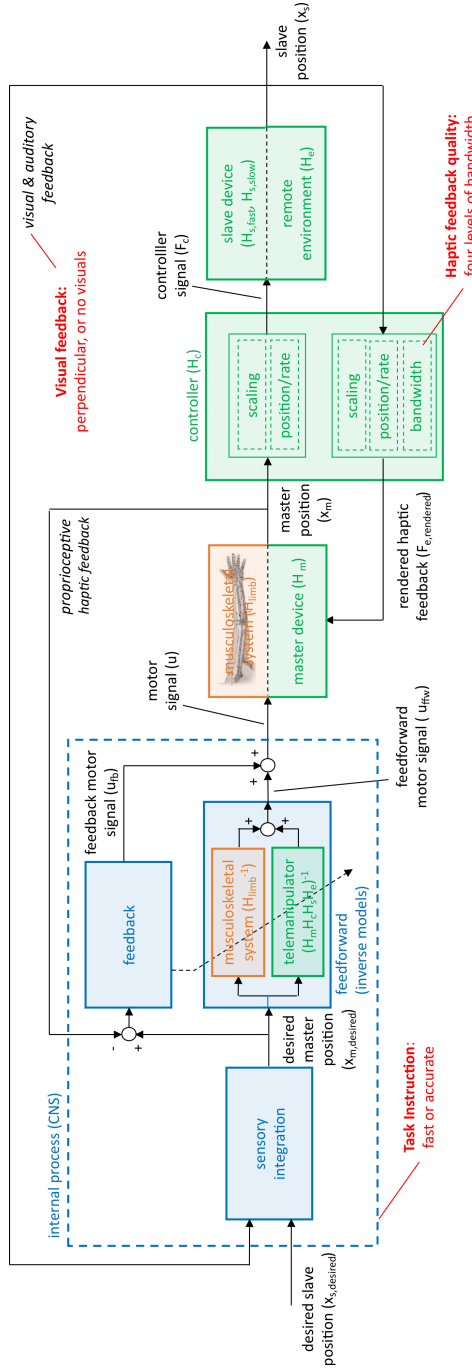 visual & auditory
feedback
Visual feedback:
perpendicular, or no visuals
proprioceptive
haptic feedback
internal process (CNS)
feedback motor
signal (u_fb)
feedback
-
+
motor
signal (u)
controlller
signal (F_c)
controller (H_c)
scaling
position/rate
slave device
(H_s,fast, H_s,slow)
remote
environment (H_e)
slave
position (x_s)
musculoskeletal
system (H_limb)
master device (H_m)
master
position
(x_m)
+
+
musculoskeletal
system (H_limb^-1)
telemanipulator
(H_mH_cH_sH_e)^-1
+
+
feedforward
(inverse models)
sensory
integration
desired
master
position
(x_m,desired)
desired slave
position (x_s,desired)
feedforward
motor signal ( u_ffw)
rendered haptic
feedback (F_e,rendered)
scaling
position/rate
bandwidth
Task Instruction:
fast or accurate
Haptic feedback quality:
four levels of bandwidth